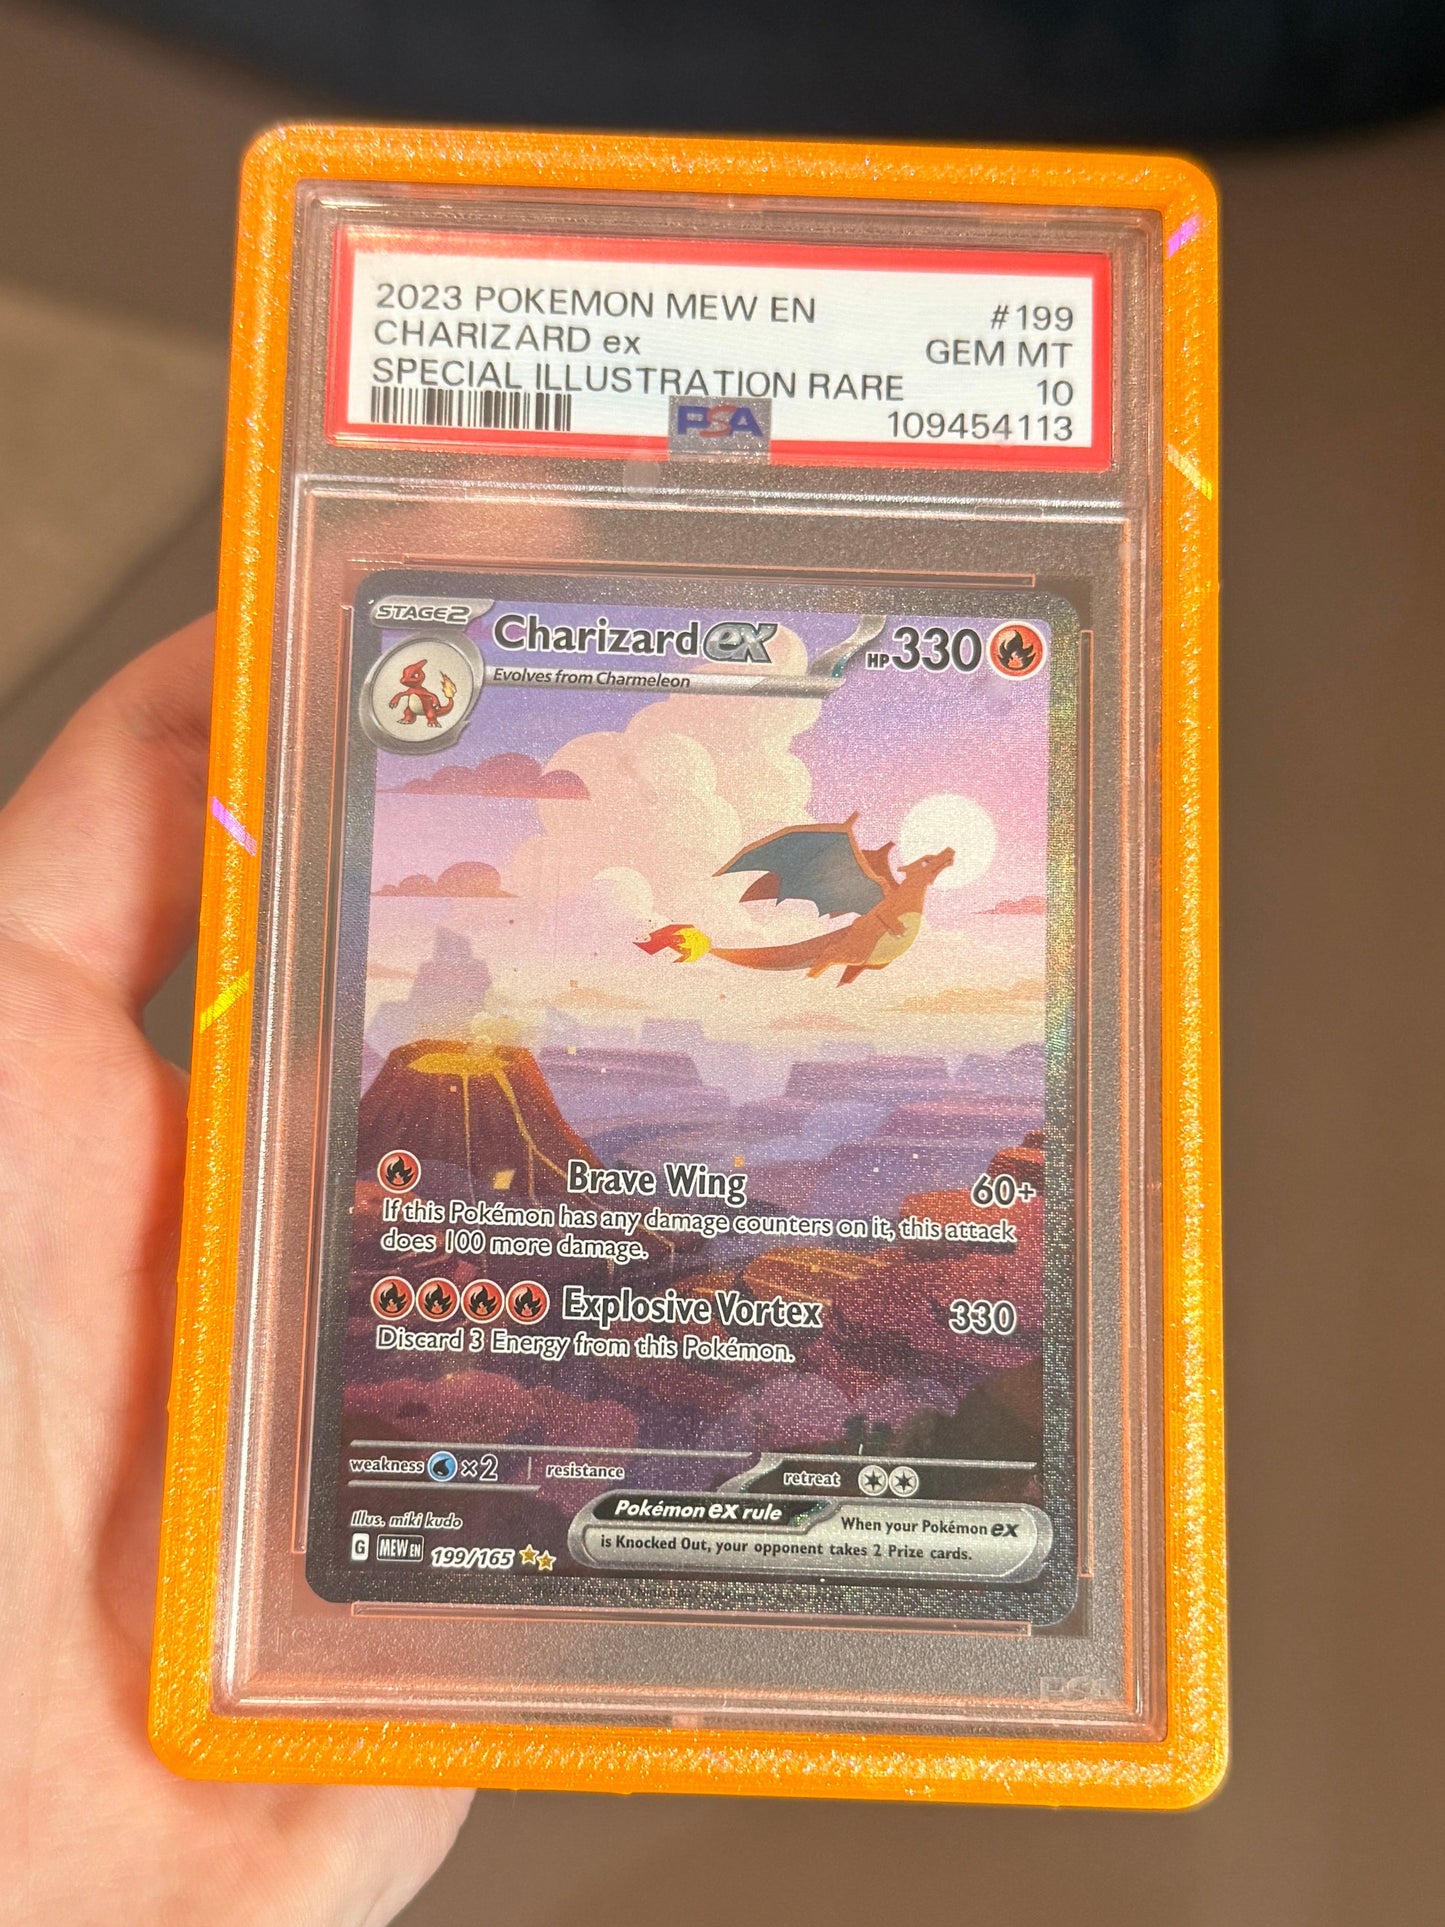 2023 POKEMON MEW EN #199
CHARIZARD ex GEM MT
SPECIAL ILLUSTRATION RARE 10
PSA 109454113
STAGE2 Charizard ex HP 330
Evolves from Charmeleon
Brave Wing 60+
If this Pokémon has any damage counters on it, this attack
does 100 more damage.
Explosive Vortex 330
Discard 3 Energy from this Pokémon.
weakness ×2 resistance retreat
Illus. miki kudo
Pokémon ex rule When your Pokémon ex
is Knocked Out, your opponent takes 2 Prize cards.
G MEW EN 199/165
PSA